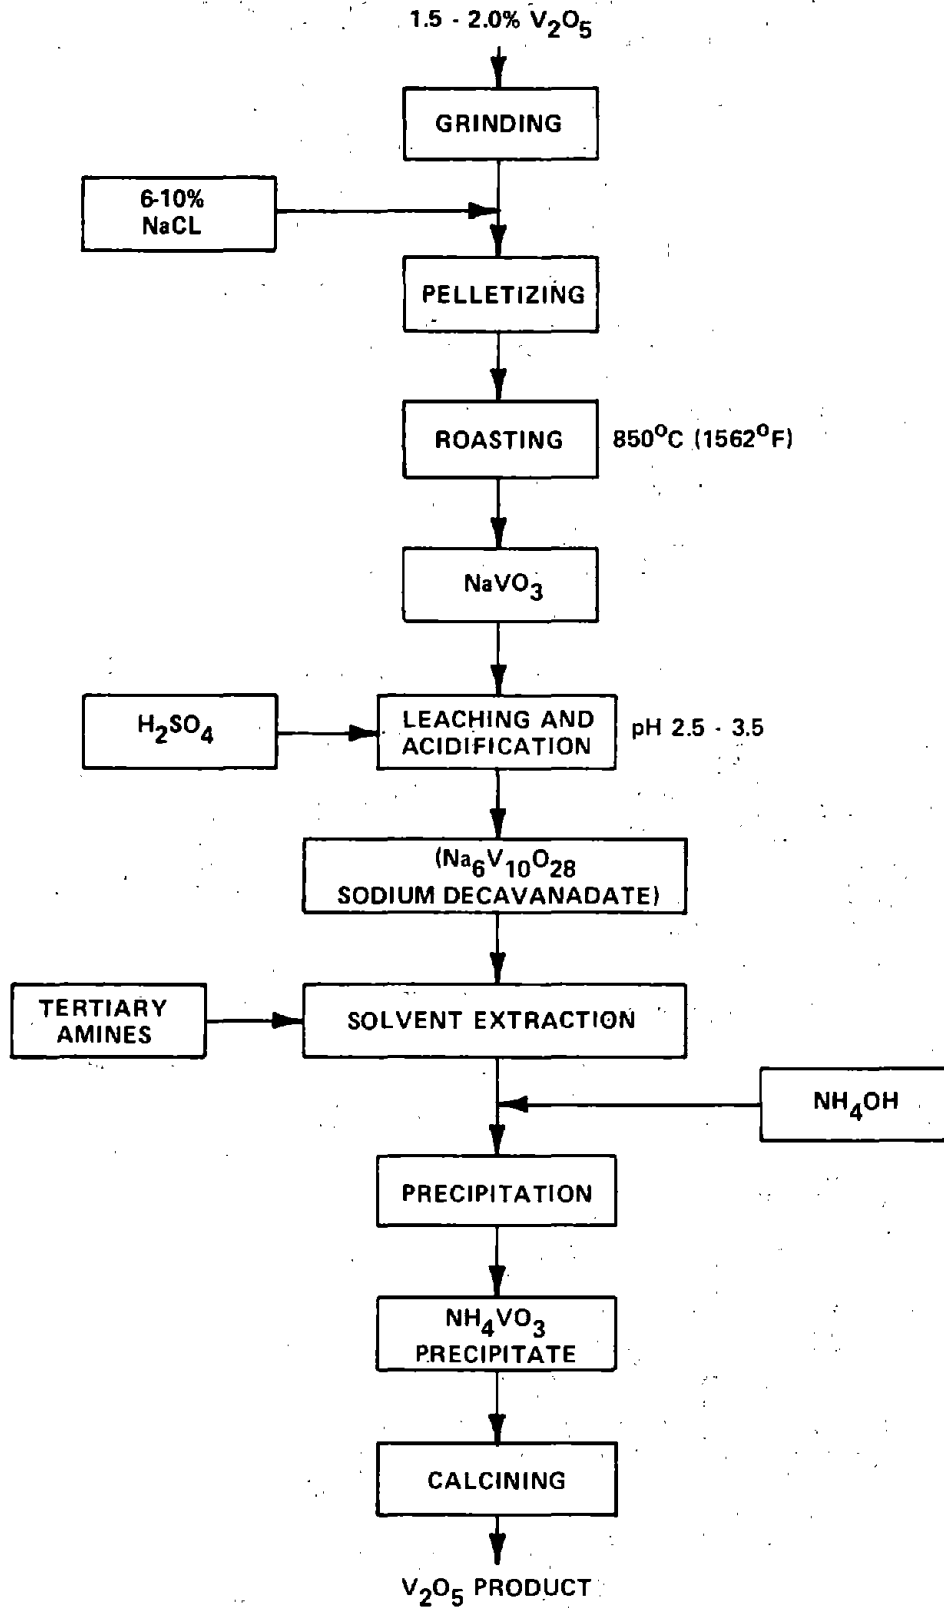 1.5 - 2.0% V₂O₅
GRINDING
6-10%
NaCL
PELLETIZING
ROASTING
850°C (1562°F)
NaVO₃
H₂SO₄
LEACHING AND
ACIDIFICATION
pH 2.5 - 3.5
(Na₆V₁₀O₂₈
SODIUM DECAVANADATE)
TERTIARY
AMINES
SOLVENT EXTRACTION
NH₄OH
PRECIPITATION
NH₄VO₃
PRECIPITATE
CALCINING
V₂O₅ PRODUCT